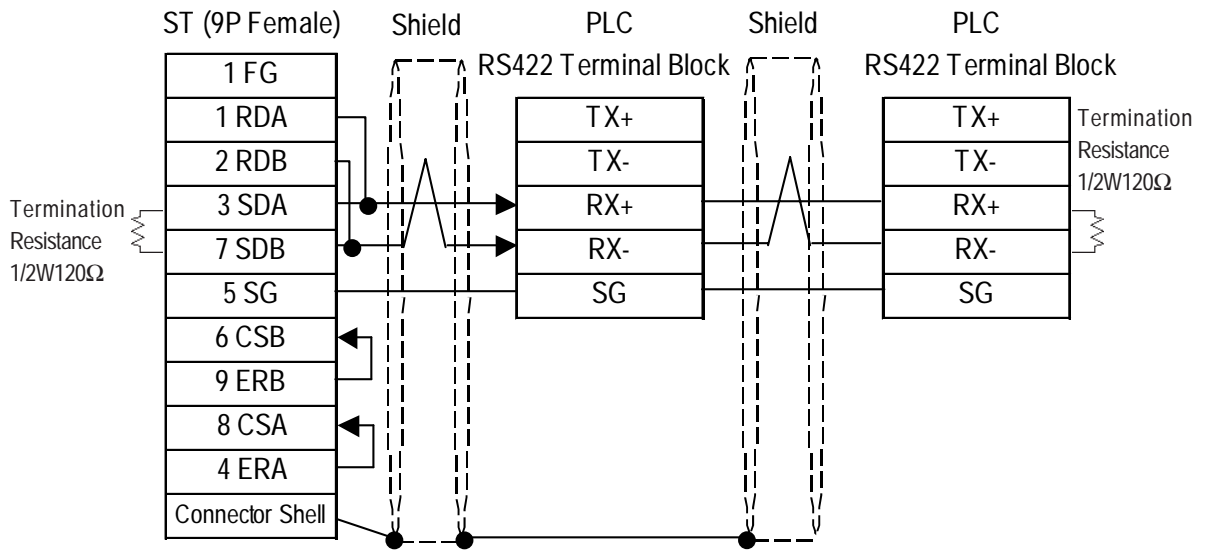 ST (9P Female)
Shield
PLC
Shield
PLC
RS422 Terminal Block
RS422 Terminal Block
1 FG
1 RDA
2 RDB
3 SDA
7 SDB
5 SG
6 CSB
9 ERB
8 CSA
4 ERA
Connector Shell
Termination
Resistance
1/2W120Ω
TX+
TX-
RX+
RX-
SG
TX+
TX-
RX+
RX-
SG
Termination
Resistance
1/2W120Ω